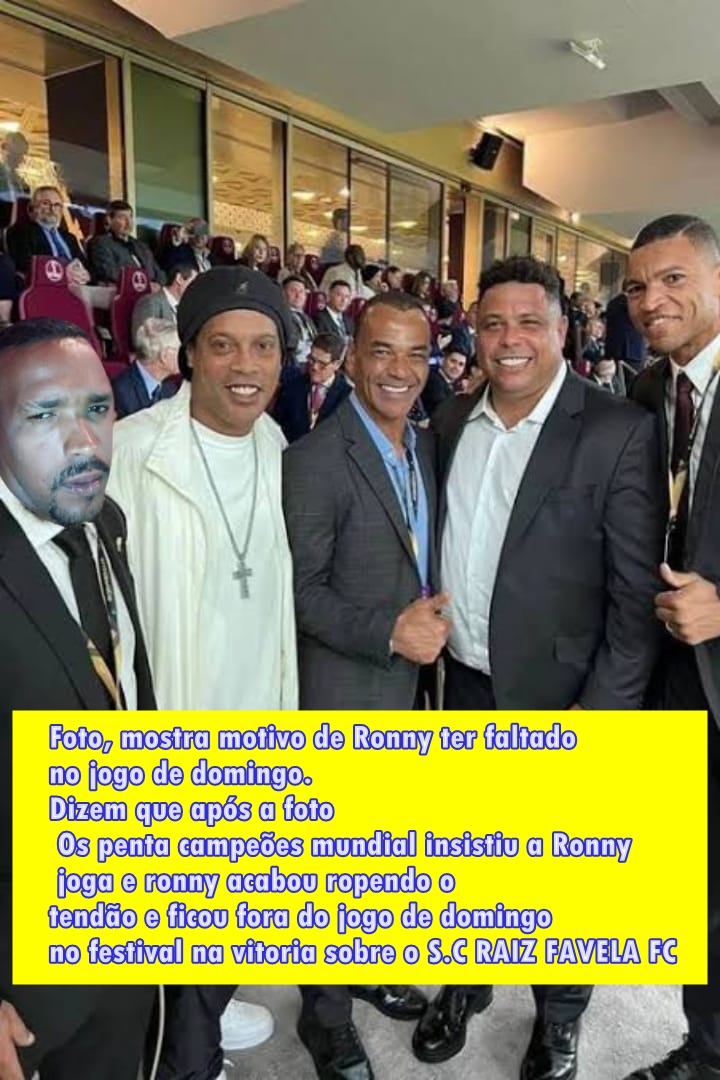 Foto, mostra motivo de Ronny ter faltado
no jogo de domingo.
Dizem que após a foto
Os penta campeões mundial insistiu a Ronny
joga e ronny acabou ropendo o
tendão e ficou fora do jogo de domingo
no festival na vitoria sobre o S.C RAIZ FAVELA FC